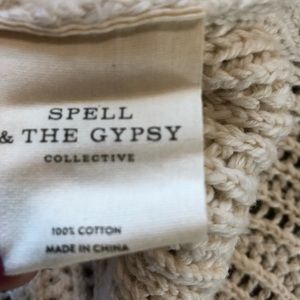 SPELL
& THE GYPSY
COLLECTIVE
100% COTTON
MADE IN CHINA